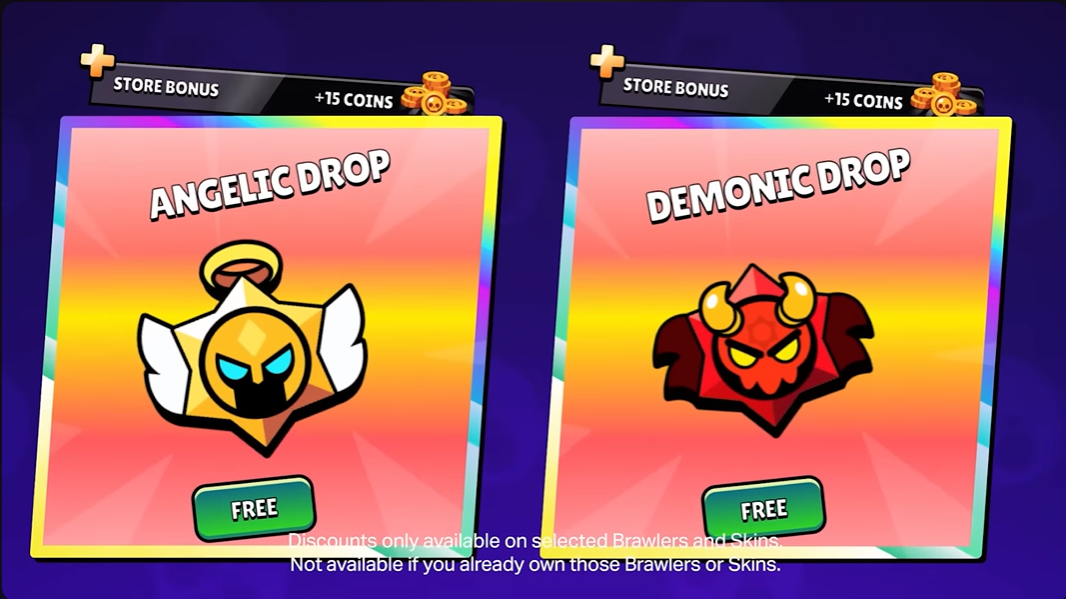 STORE BONUS
+15 COINS
ANGELIC DROP
FREE
STORE BONUS
+15 COINS
DEMONIC DROP
FREE
Discounts only available on selected Brawlers and Skins.
Not available if you already own those Brawlers or Skins.